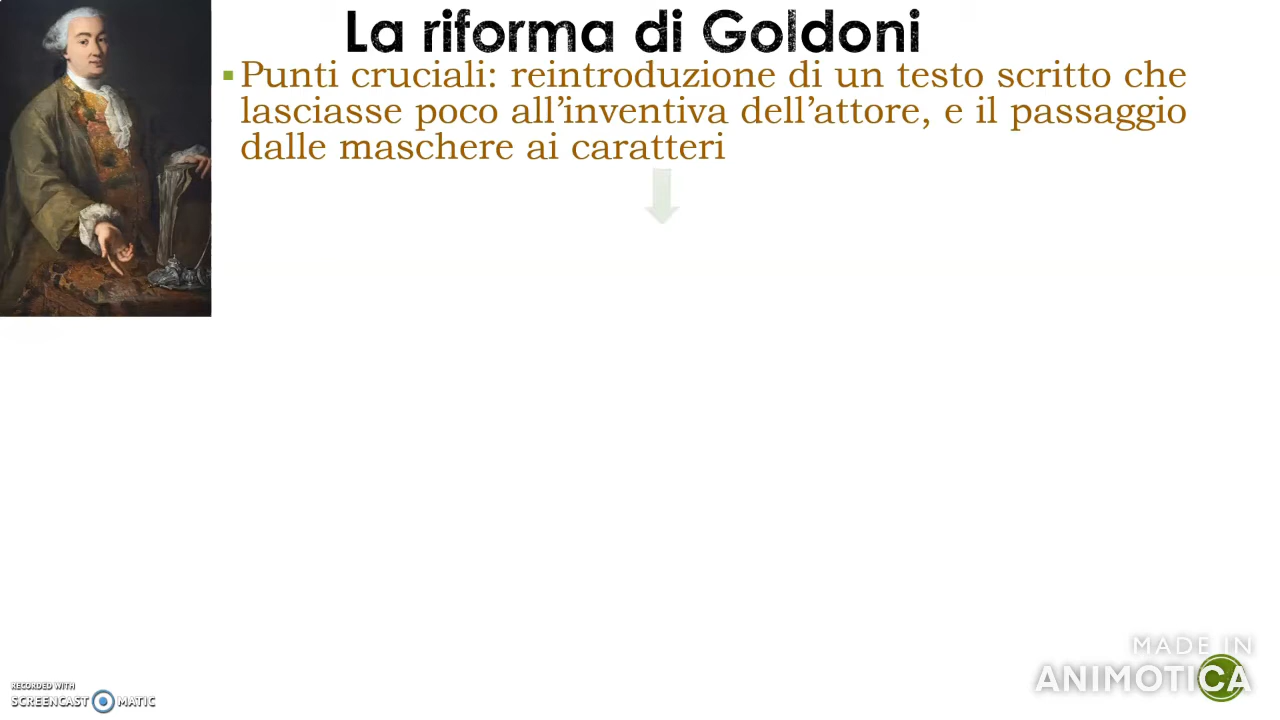 La riforma di Goldoni
▪Punti cruciali: reintroduzione di un testo scritto che
lasciasse poco all’inventiva dell’attore, e il passaggio
dalle maschere ai caratteri
MADE IN
ANIMOTICA
RECORDED WITH
SCREENCAST MATIC